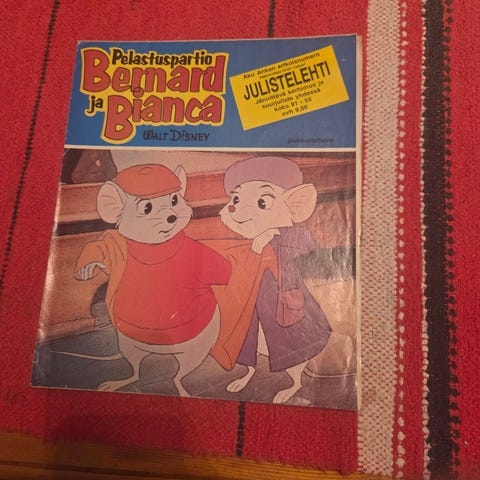 Pelastuspartio
Bernard
ja Bianca
WALT DISNEY
Aku Ankan erikoisnumero
JULISTELEHTI
Jännittävä kertomus ja
suurjuliste yhdessä
koko 81 - 55
ovh 9,50